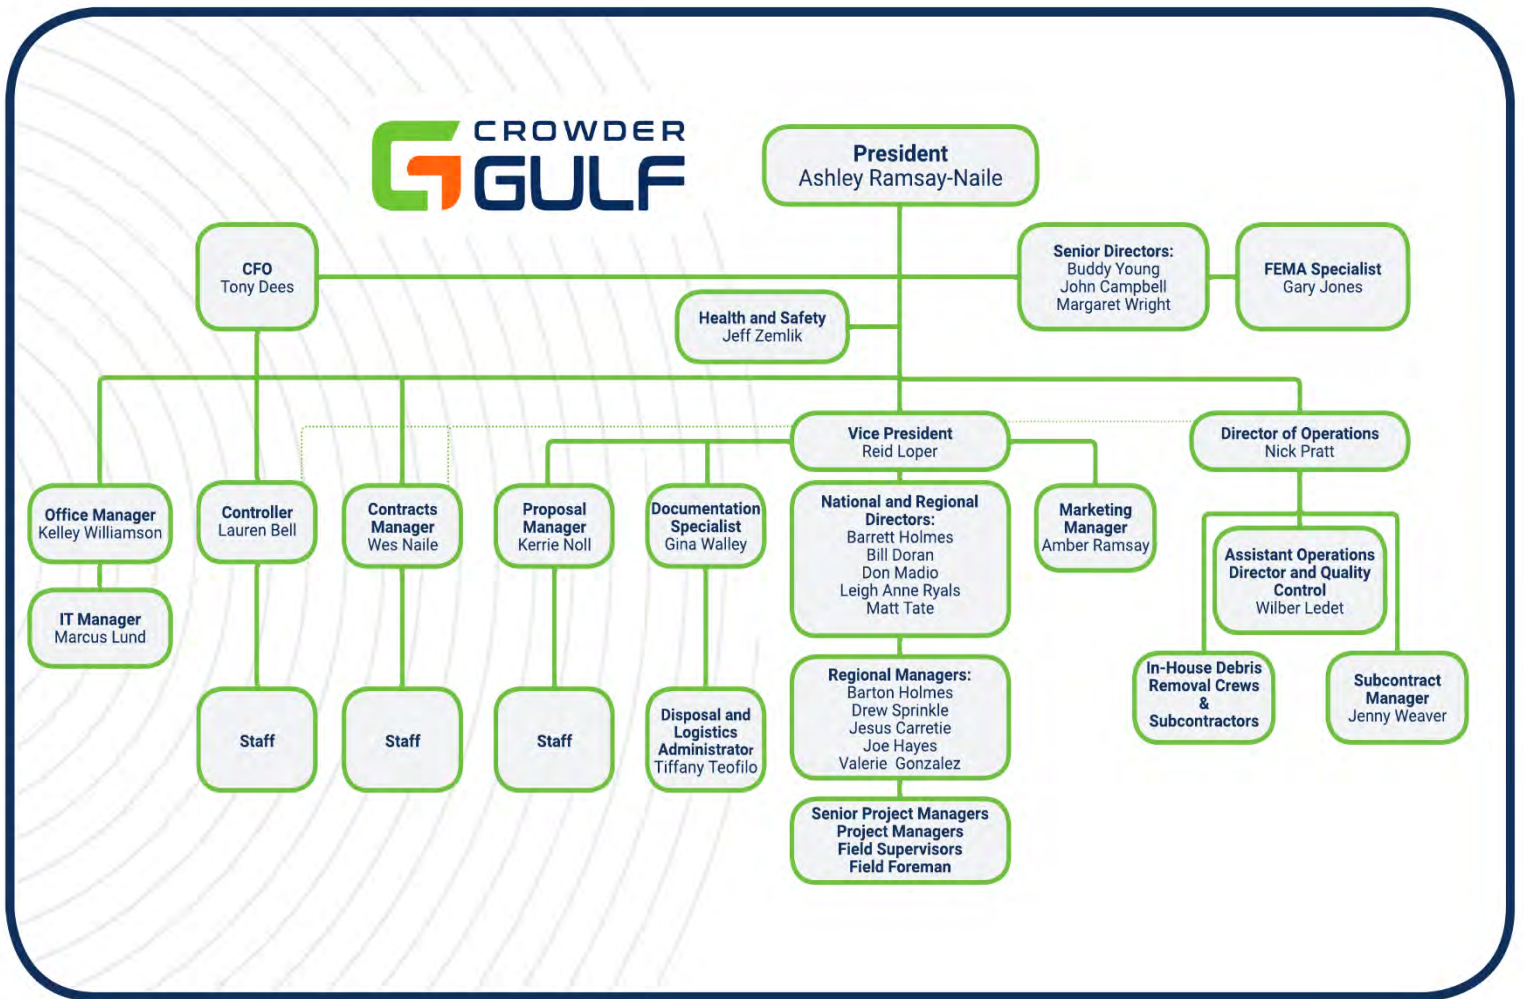 CROWDER
GULF
President
Ashley Ramsay-Naile
CFO
Tony Dees
Senior Directors:
Buddy Young
John Campbell
Margaret Wright
FEMA Specialist
Gary Jones
Health and Safety
Jeff Zemlik
Vice President
Reid Loper
Director of Operations
Nick Pratt
Office Manager
Kelley Williamson
Controller
Lauren Bell
Contracts
Manager
Wes Naile
Proposal
Manager
Kerrie Noll
Documentation
Specialist
Gina Walley
National and Regional
Directors:
Barrett Holmes
Bill Doran
Don Madio
Leigh Anne Ryals
Matt Tate
Marketing
Manager
Amber Ramsay
Assistant Operations
Director and Quality
Control
Wilber Ledet
IT Manager
Marcus Lund
In-House Debris
Removal Crews
&
Subcontractors
Subcontract
Manager
Jenny Weaver
Staff
Staff
Staff
Disposal and
Logistics
Administrator
Tiffany Teofilo
Regional Managers:
Barton Holmes
Drew Sprinkle
Jesus Carretie
Joe Hayes
Valerie Gonzalez
Senior Project Managers
Project Managers
Field Supervisors
Field Foreman